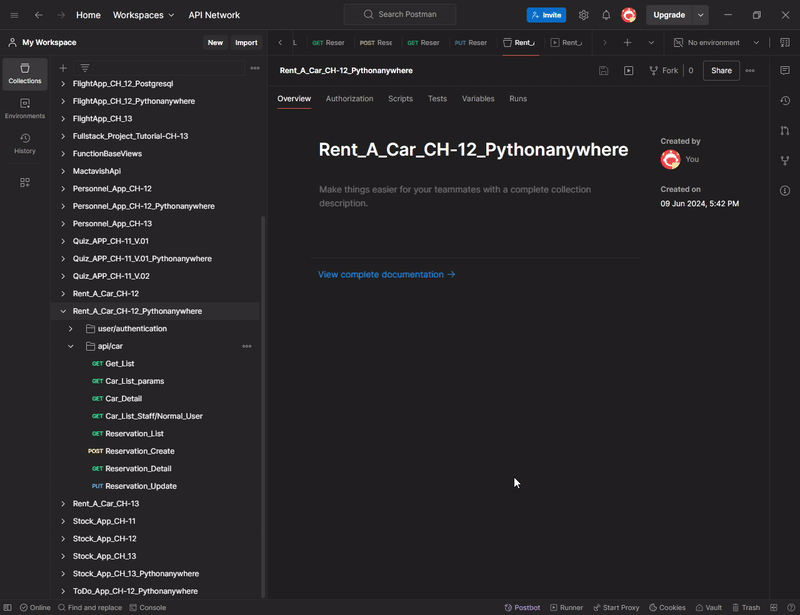 Home
Workspaces
API Network
Search Postman
Invite
Upgrade
My Workspace
New
Import
L
GET Reser
POST Rese
GET Reser
PUT Reser
Rent_
Rent_
No environment
Collections
Environments
History
FlightApp_CH_12_Postgresql
FlightApp_CH_12_Pythonanywhere
FlightApp_CH_13
Fullstack_Project_Tutorial-CH-13
FunctionBaseViews
MactavishApi
Personnel_App_CH-12
Personnel_App_CH-12_Pythonanywhere
Personnel_App_CH-13
Quiz_APP_CH-11_V.01
Quiz_APP_CH-11_V.01_Pythonanywhere
Quiz_APP_CH-11_V.02
Rent_A_Car_CH-12
Rent_A_Car_CH-12_Pythonanywhere
user/authentication
api/car
GET Get_List
GET Car_List_params
GET Car_Detail
GET Car_List_Staff/Normal_User
GET Reservation_List
POST Reservation_Create
GET Reservation_Detail
PUT Reservation_Update
Rent_A_Car_CH-13
Stock_App_CH-11
Stock_App_CH-12
Stock_App_CH_13
Stock_App_CH_13_Pythonanywhere
ToDo_App_CH-12_Pythonanywhere
Rent_A_Car_CH-12_Pythonanywhere
Fork
0
Share
Overview
Authorization
Scripts
Tests
Variables
Runs
Rent_A_Car_CH-12_Pythonanywhere
Make things easier for your teammates with a complete collection
description.
View complete documentation →
Created by
You
Created on
09 Jun 2024, 5:42 PM
Online
Find and replace
Console
Postbot
Runner
Start Proxy
Cookies
Vault
Trash